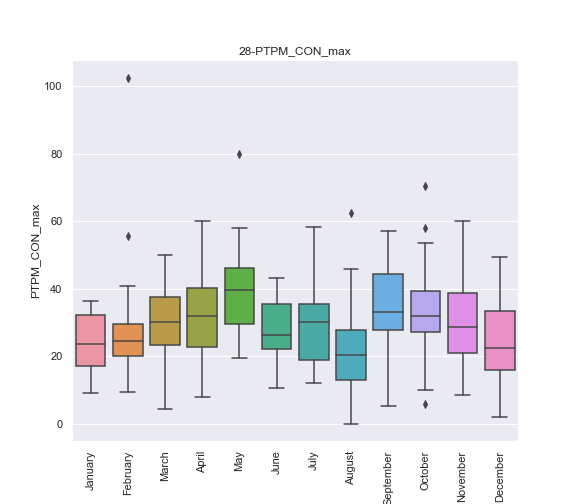 28-PTPM_CON_max
PTPM_CON_max
100
80
60
40
20
0
January
February
March
April
May
June
July
August
September
October
November
December